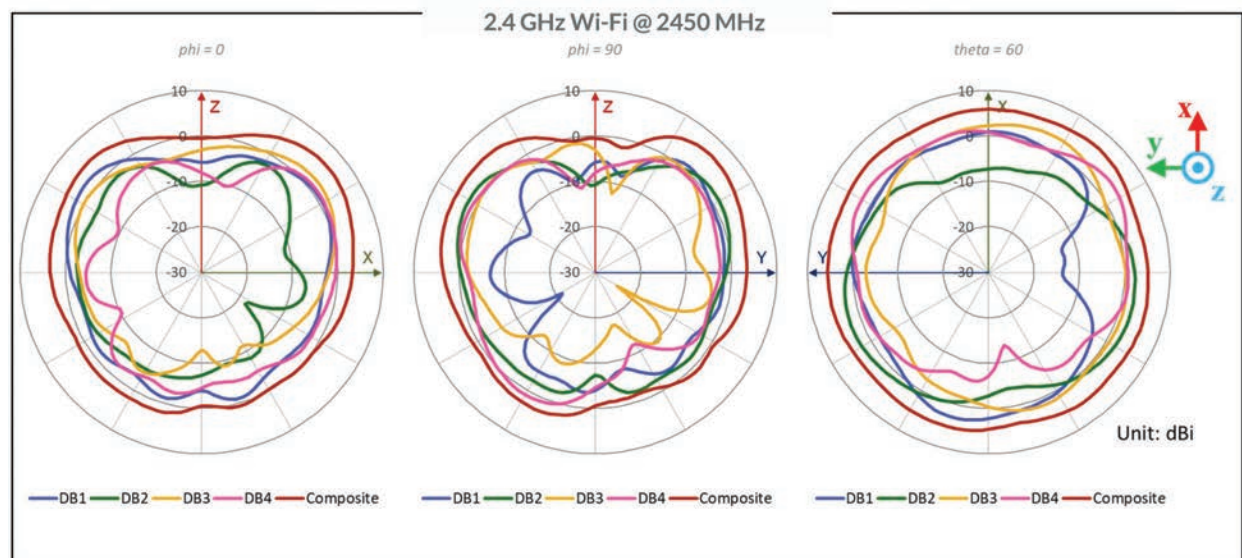 2.4 GHz Wi-Fi @ 2450 MHz
phi = 0
phi = 90
theta = 60
10
Z
0
-10
-20
-30
X
10
Z
0
-10
-20
-30
Y
10
X
0
-10
-20
-30
Y
x
y
z
Unit: dBi
DB1 DB2 DB3 DB4 Composite
DB1 DB2 DB3 DB4 Composite
DB1 DB2 DB3 DB4 Composite